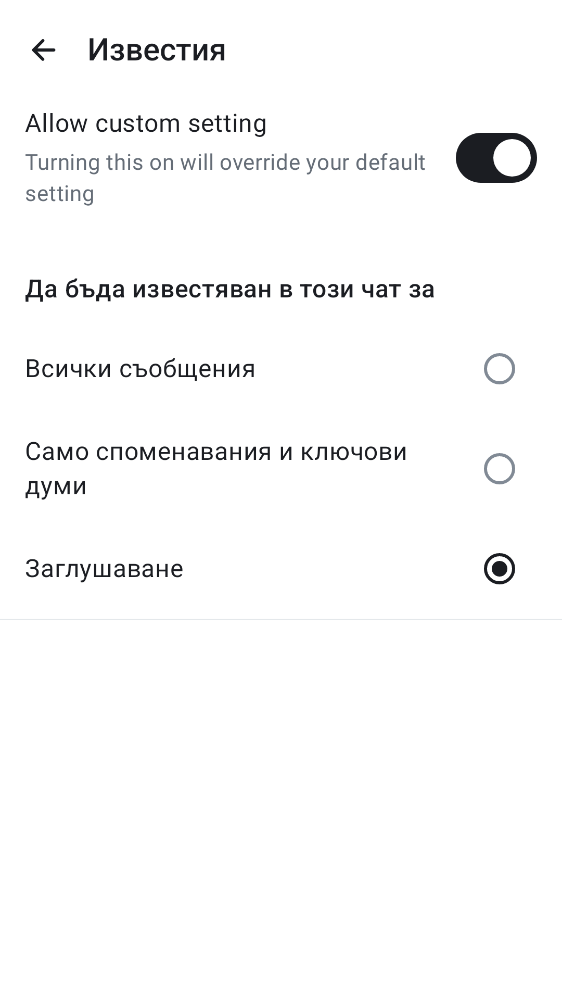 Известия
Allow custom setting
Turning this on will override your default
setting
Да бъда известяван в този чат за
Всички съобщения
Само споменавания и ключови
думи
Заглушаване